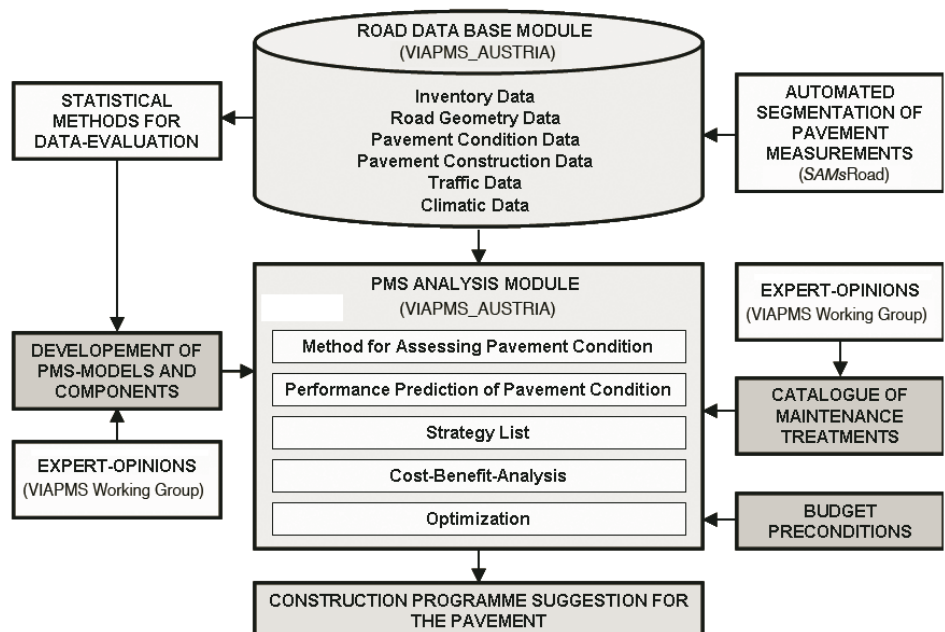 ROAD DATA BASE MODULE
(VIAPMS_AUSTRIA)
Inventory Data
Road Geometry Data
Pavement Condition Data
Pavement Construction Data
Traffic Data
Climatic Data
STATISTICAL
METHODS FOR
DATA-EVALUATION
AUTOMATED
SEGMENTATION OF
PAVEMENT
MEASUREMENTS
(SAMsRoad)
PMS ANALYSIS MODULE
(VIAPMS_AUSTRIA)
Method for Assessing Pavement Condition
Performance Prediction of Pavement Condition
Strategy List
Cost-Benefit-Analysis
Optimization
EXPERT-OPINIONS
(VIAPMS Working Group)
DEVELOPEMENT OF
PMS-MODELS AND
COMPONENTS
CATALOGUE OF
MAINTENANCE
TREATMENTS
EXPERT-OPINIONS
(VIAPMS Working Group)
BUDGET
PRECONDITIONS
CONSTRUCTION PROGRAMME SUGGESTION FOR
THE PAVEMENT